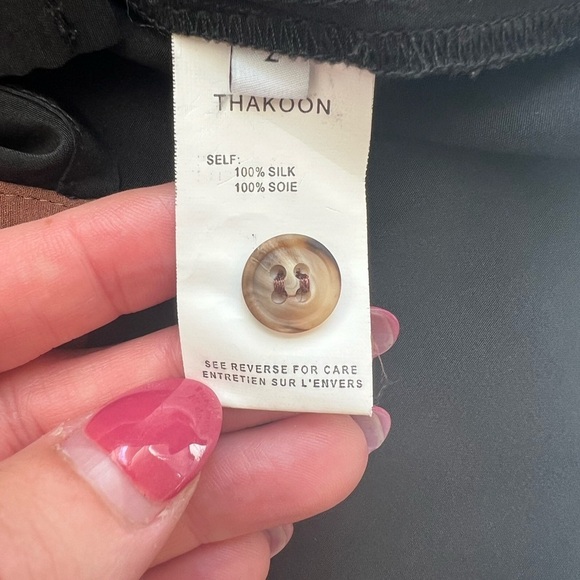 2
THAKOON
SELF:
100% SILK
100% SOIE
SEE REVERSE FOR CARE
ENTRETIEN SUR L'ENVERS